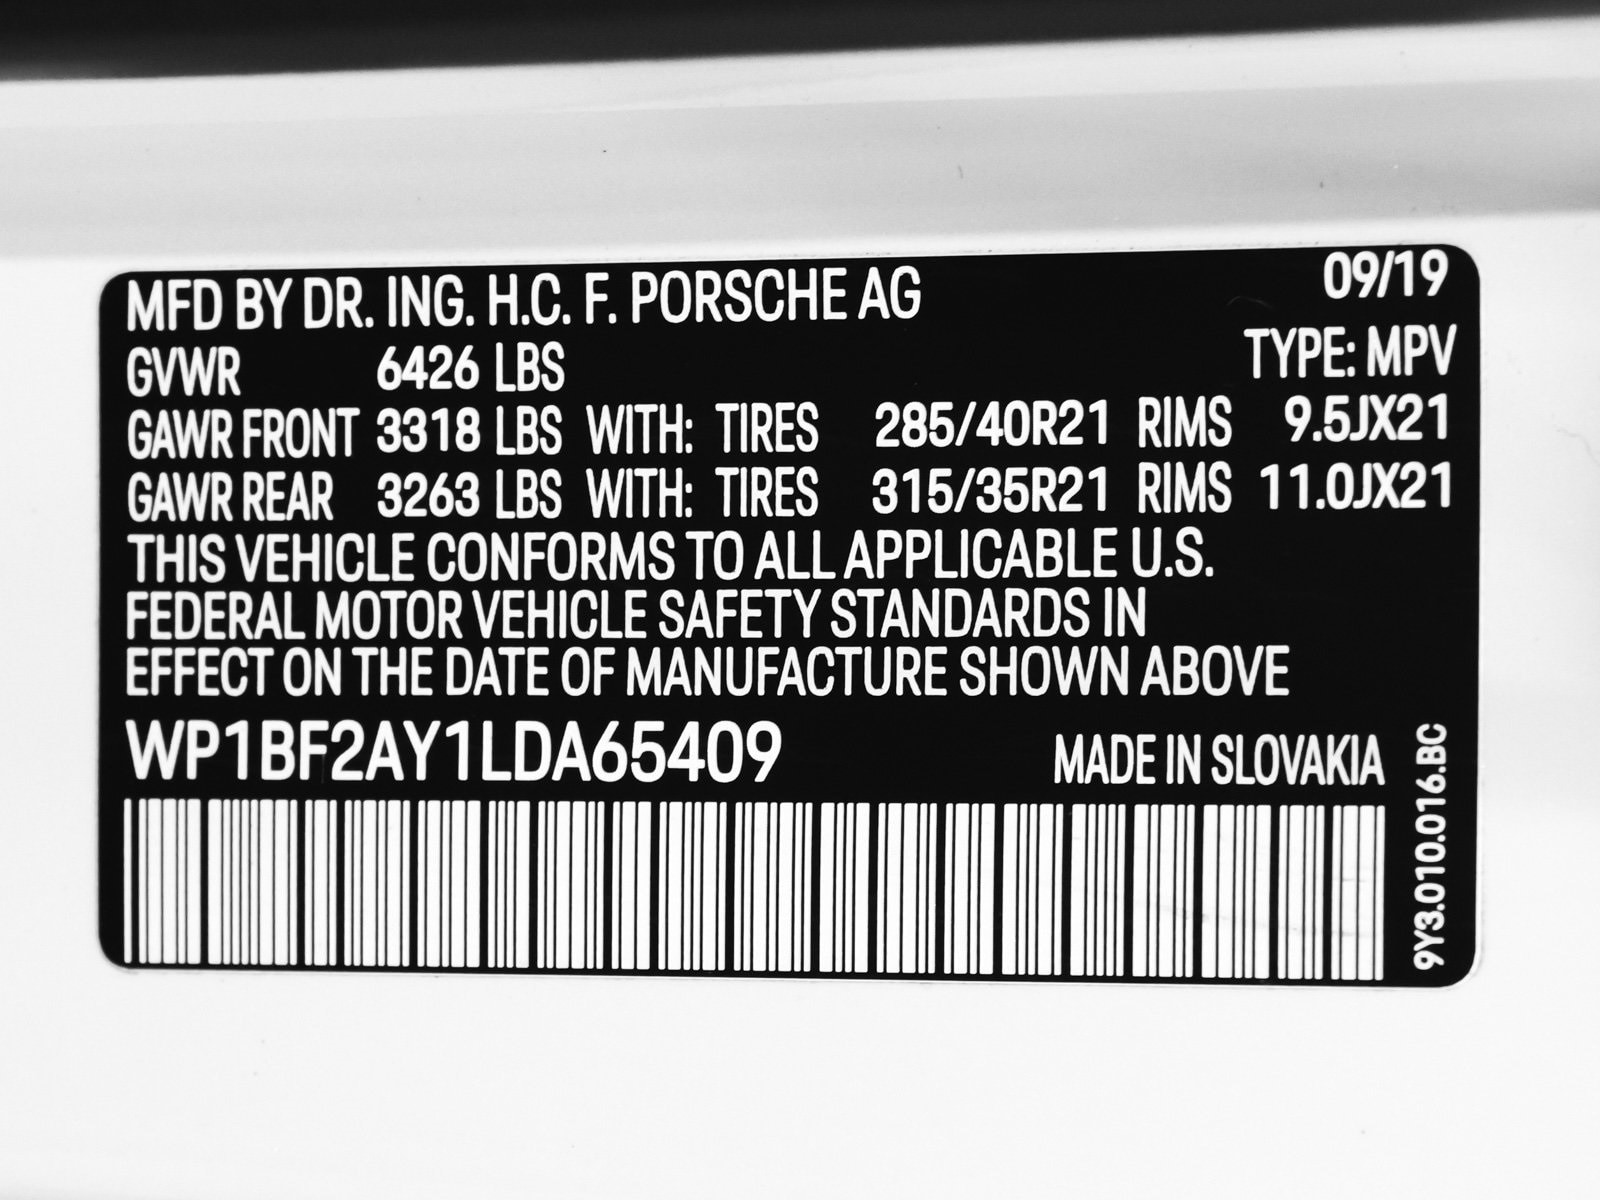 MFD BY DR. ING. H.C. F. PORSCHE AG 09/19
GVWR 6426 LBS TYPE: MPV
GAWR FRONT 3318 LBS WITH: TIRES 285/40R21 RIMS 9.5JX21
GAWR REAR 3263 LBS WITH: TIRES 315/35R21 RIMS 11.0JX21
THIS VEHICLE CONFORMS TO ALL APPLICABLE U.S.
FEDERAL MOTOR VEHICLE SAFETY STANDARDS IN
EFFECT ON THE DATE OF MANUFACTURE SHOWN ABOVE
WP1BF2AY1LDA65409 MADE IN SLOVAKIA
9Y3.010.016.BC